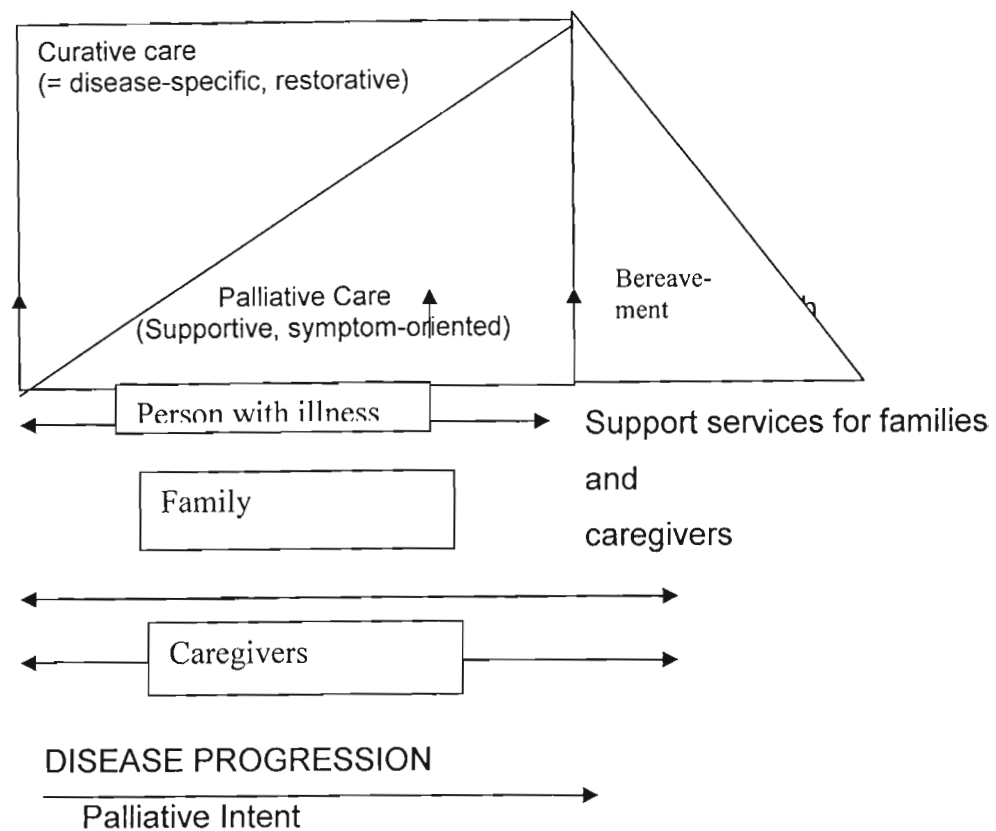 Curative care
(= disease-specific, restorative)
Palliative Care
(Supportive, symptom-oriented)
Bereave-
ment
Person with illness
Support services for families
and
caregivers
Family
Caregivers
DISEASE PROGRESSION
Palliative Intent